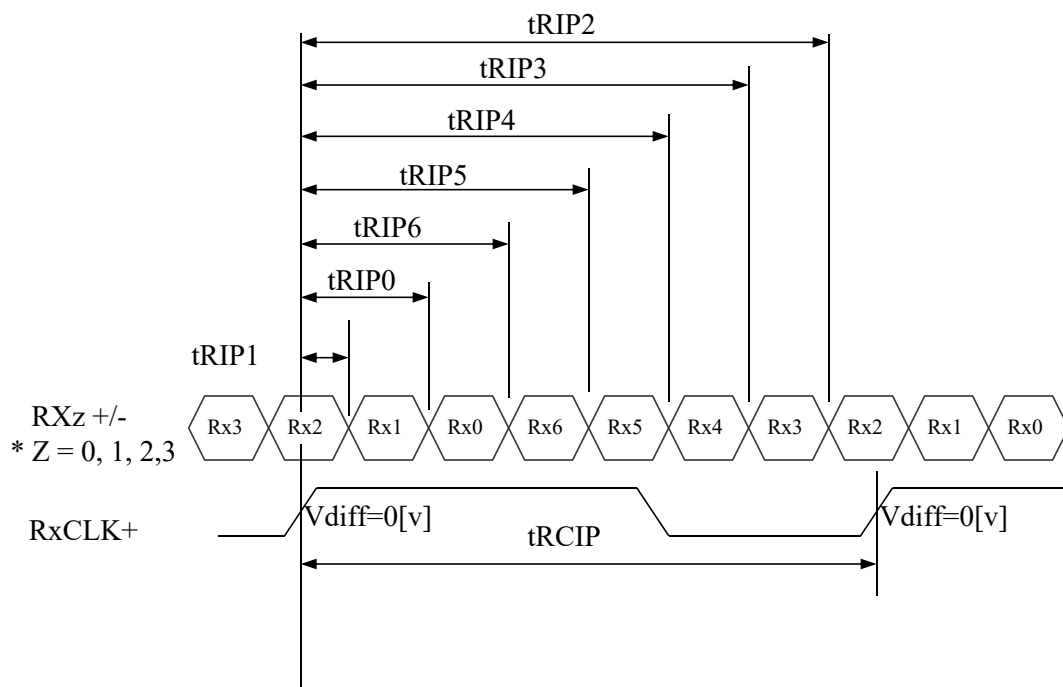 tRIP2
tRIP3
tRIP4
tRIP5
tRIP6
tRIP0
tRIP1
RXz +/-
* Z = 0, 1, 2,3
Rx3 Rx2 Rx1 Rx0 Rx6 Rx5 Rx4 Rx3 Rx2 Rx1 Rx0
RxCLK+
Vdiff=0[v] Vdiff=0[v]
tRCIP